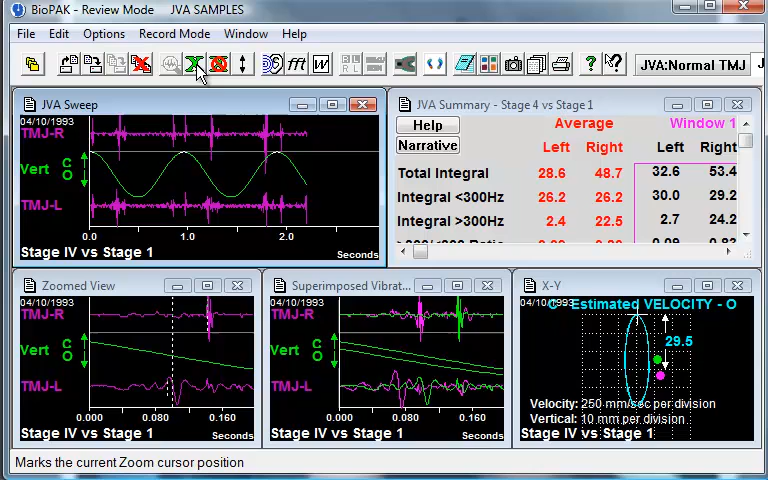 BioPAK - Review Mode JVA SAMPLES
File Edit Options Record Mode Window Help
fft W JVA:Normal TMJ
JVA Sweep
04/10/1993
TMJ-R
Vert C O
TMJ-L
0.0 1.0 2.0
Seconds
Stage IV vs Stage 1
JVA Summary - Stage 4 vs Stage 1
Help Average Window 1
Narrative Left Right Left Right
Total Integral 28.6 48.7 32.6 53.4
Integral <300Hz 26.2 26.2 30.0 29.2
Integral >300Hz 2.4 22.5 2.7 24.2
Zoomed View
04/10/1993
TMJ-R
Vert C O
TMJ-L
0.000 0.080 0.160
Stage IV vs Stage 1 Seconds
Superimposed Vibrat...
04/10/1993
TMJ-R
Vert C O
TMJ-L
0.000 0.080 0.160
Stage IV vs Stage 1 Seconds
X-Y
04/10/1993
C - Estimated VELOCITY - O
29.5
Velocity: 250 mm/sec per division
Vertical: 10 mm per division
Stage IV vs Stage 1
Marks the current Zoom cursor position